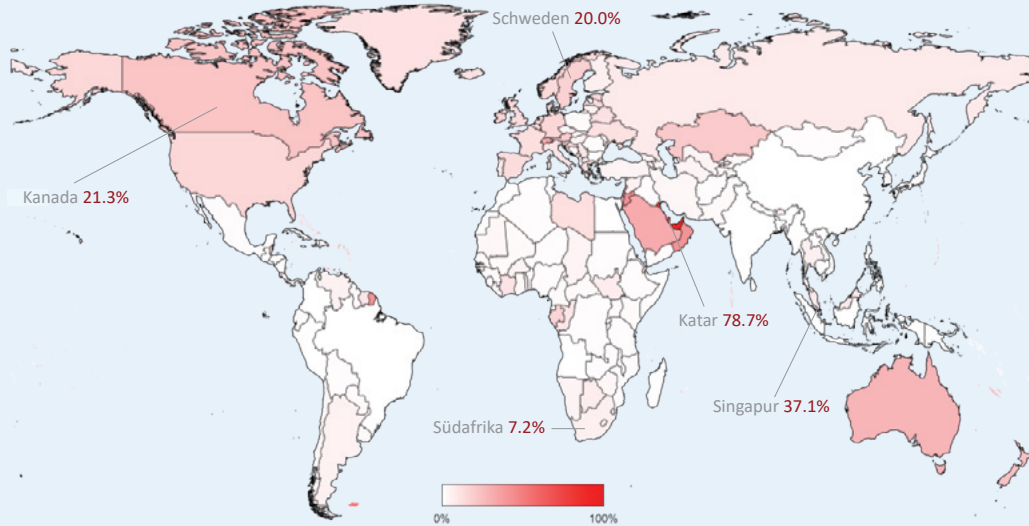 Schweden 20.0%
Kanada 21.3%
Katar 78.7%
Singapur 37.1%
Südafrika 7.2%
0% 100%